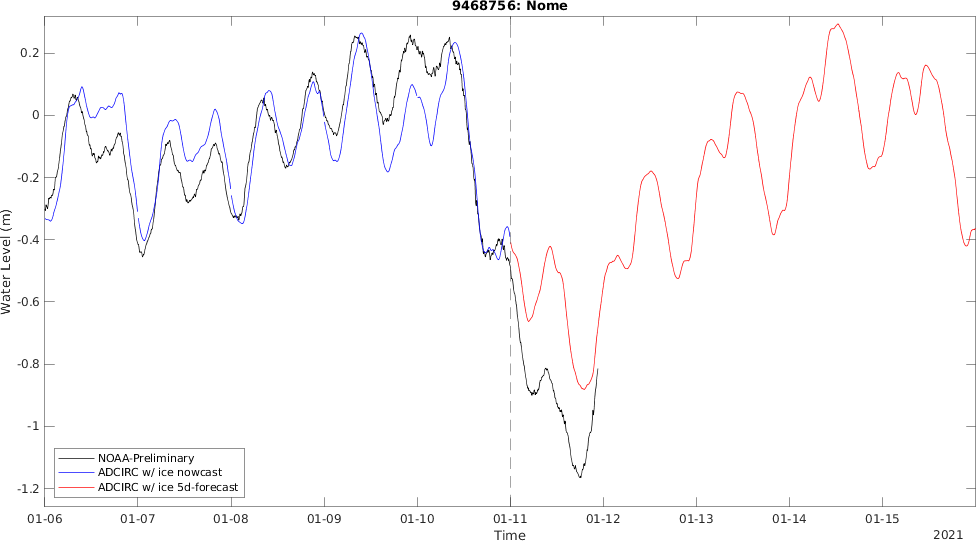 9468756: Nome
Water Level (m)
0.2
0
-0.2
-0.4
-0.6
-0.8
-1
-1.2
NOAA-Preliminary
ADCIRC w/ ice nowcast
ADCIRC w/ ice 5d-forecast
01-06 01-07 01-08 01-09 01-10 01-11 01-12 01-13 01-14 01-15
Time
2021